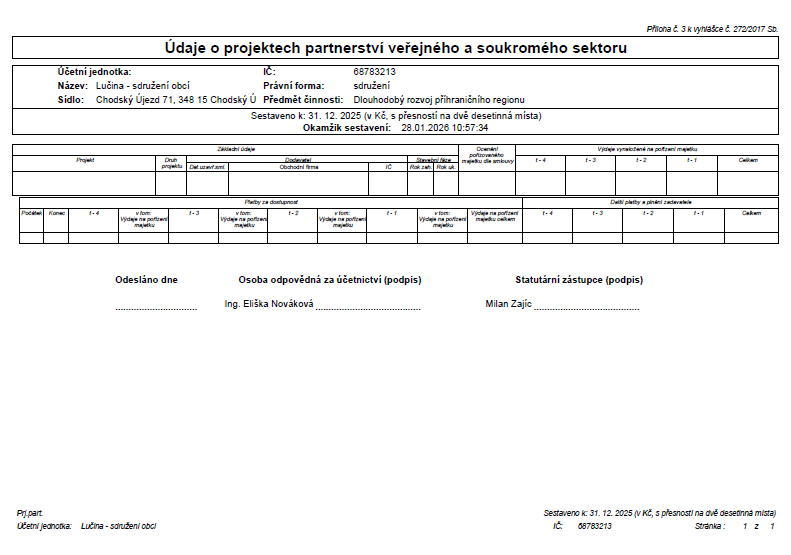 Příloha č. 3 k vyhlášce č. 272/2017 Sb.
Údaje o projektech partnerství veřejného a soukromého sektoru
Účetní jednotka: IČ: 68783213
Název: Lučina - sdružení obcí Právní forma: sdružení
Sídlo: Chodský Újezd 71, 348 15 Chodský Ú Předmět činnosti: Dlouhodobý rozvoj příhraničního regionu
Sestaveno k: 31. 12. 2025 (v Kč, s přesností na dvě desetinná místa)
Okamžik sestavení: 28.01.2026 10:57:34
Základní údaje Ocenění pořizovaného majetku dle smlouvy Výdaje vynaložené na pořízení majetku
Projekt Druh projektu Dodavatel Stavební fáze t - 4 t - 3 t - 2 t - 1 Celkem
Dat.uzavř.sml. Obchodní firma IČ Rok zah. Rok uk.
Platby za dostupnost Další platby a plnění zadavatele
Počátek Konec t - 4 v tom: Výdaje na pořízení majetku t - 3 v tom: Výdaje na pořízení majetku t - 2 v tom: Výdaje na pořízení majetku t - 1 v tom: Výdaje na pořízení majetku Výdaje na pořízení majetku celkem t - 4 t - 3 t - 2 t - 1 Celkem
Odesláno dne Osoba odpovědná za účetnictví (podpis) Statutární zástupce (podpis)
Ing. Eliška Nováková Milan Zajíc
Prj.part. Sestaveno k: 31. 12. 2025 (v Kč, s přesností na dvě desetinná místa)
Účetní jednotka: Lučina - sdružení obcí IČ: 68783213 Stránka : 1 z 1